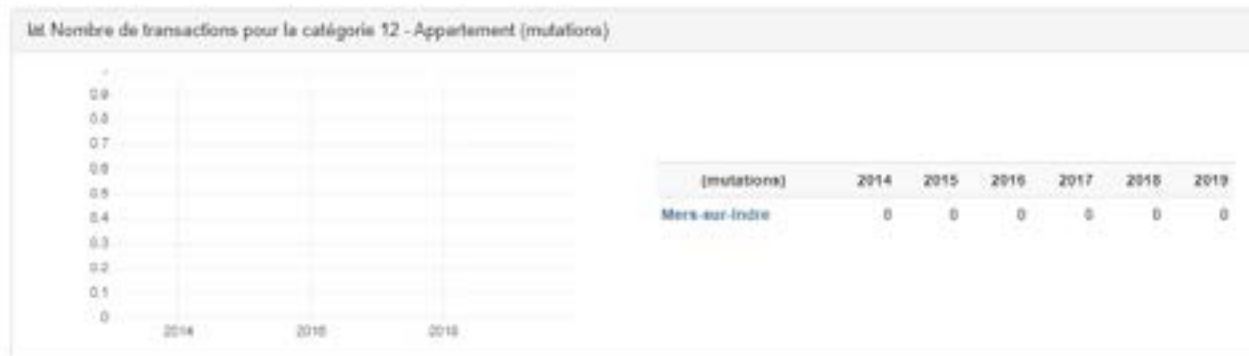 Nombre de transactions pour la catégorie 12 - Appartement (mutations)
0.9
0.8
0.7
0.6
0.5
0.4
0.3
0.2
0.1
0
2014 2016 2018
(mutations) 2014 2015 2016 2017 2018 2019
Mers-sur-Indre 0 0 0 0 0 0